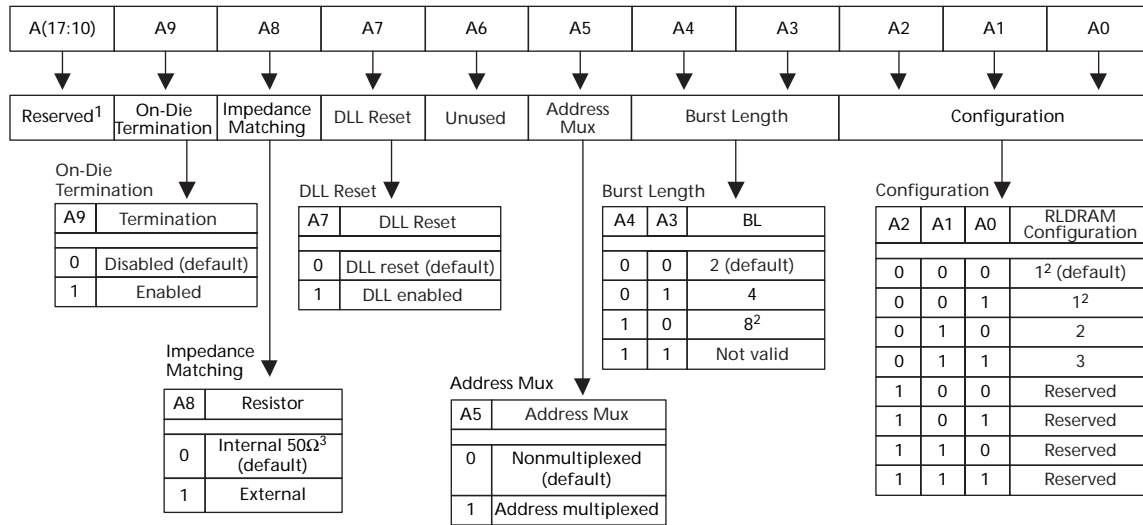 A(17:10) A9 A8 A7 A6 A5 A4 A3 A2 A1 A0
Reserved1 On-Die Termination Impedance Matching DLL Reset Unused Address Mux Burst Length Configuration
On-Die
Termination
A9 Termination
0 Disabled (default)
1 Enabled
DLL Reset
A7 DLL Reset
0 DLL reset (default)
1 DLL enabled
Burst Length
A4 A3 BL
0 0 2 (default)
0 1 4
1 0 8²
1 1 Not valid
Configuration
A2 A1 A0 RLDRAM Configuration
0 0 0 1² (default)
0 0 1 1²
0 1 0 2
0 1 1 3
1 0 0 Reserved
1 0 1 Reserved
1 1 0 Reserved
1 1 1 Reserved
Impedance
Matching
A8 Resistor
0 Internal 50Ω³ (default)
1 External
Address Mux
A5 Address Mux
0 Nonmultiplexed (default)
1 Address multiplexed